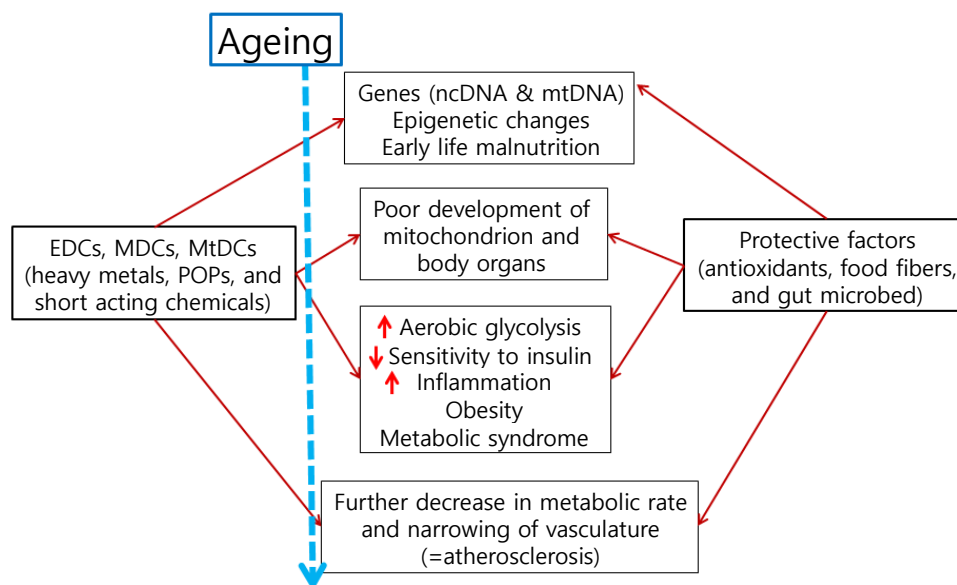 Ageing
Genes (ncDNA & mtDNA)
Epigenetic changes
Early life malnutrition
EDCs, MDCs, MtDCs
(heavy metals, POPs, and
short acting chemicals)
Poor development of
mitochondrion and
body organs
Protective factors
(antioxidants, food fibers,
and gut microbed)
↑ Aerobic glycolysis
↓ Sensitivity to insulin
↑ Inflammation
Obesity
Metabolic syndrome
Further decrease in metabolic rate
and narrowing of vasculature
(=atherosclerosis)